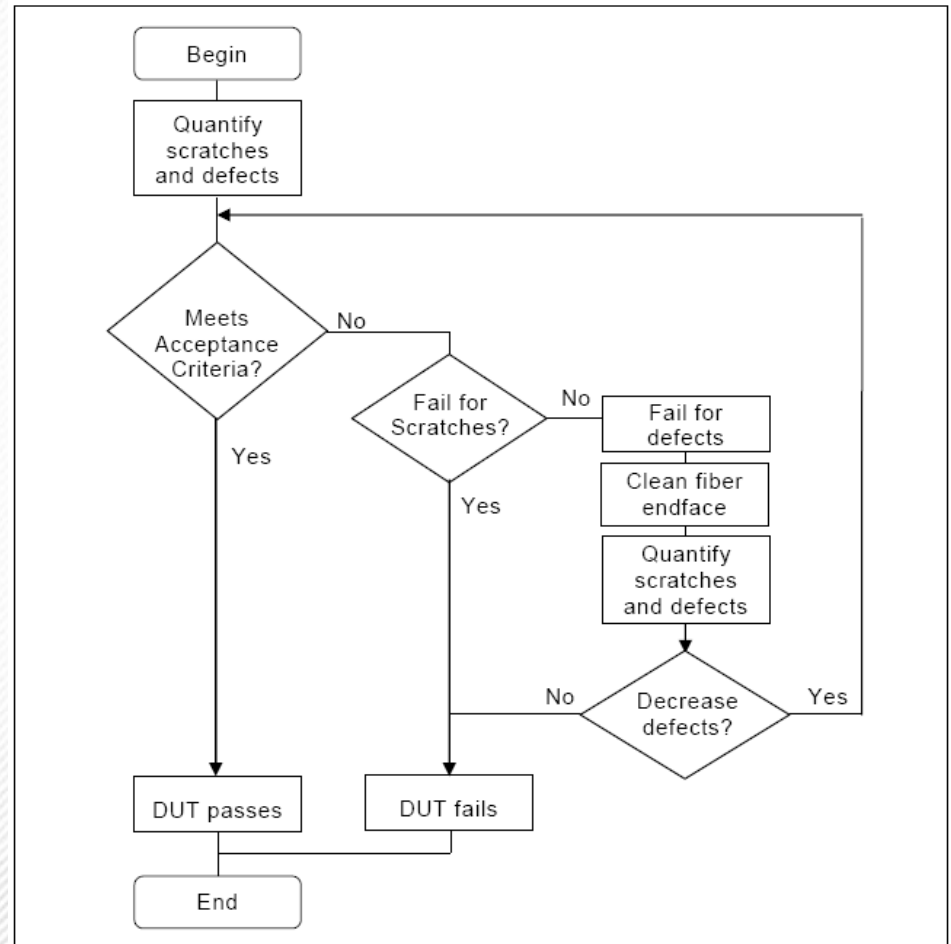 Begin
Quantify
scratches
and defects
Meets
Acceptance
Criteria?
No
Yes
Fail for
Scratches?
No
Yes
Fail for
defects
Clean fiber
endface
Quantify
scratches
and defects
Decrease
defects?
No
Yes
DUT passes
DUT fails
End